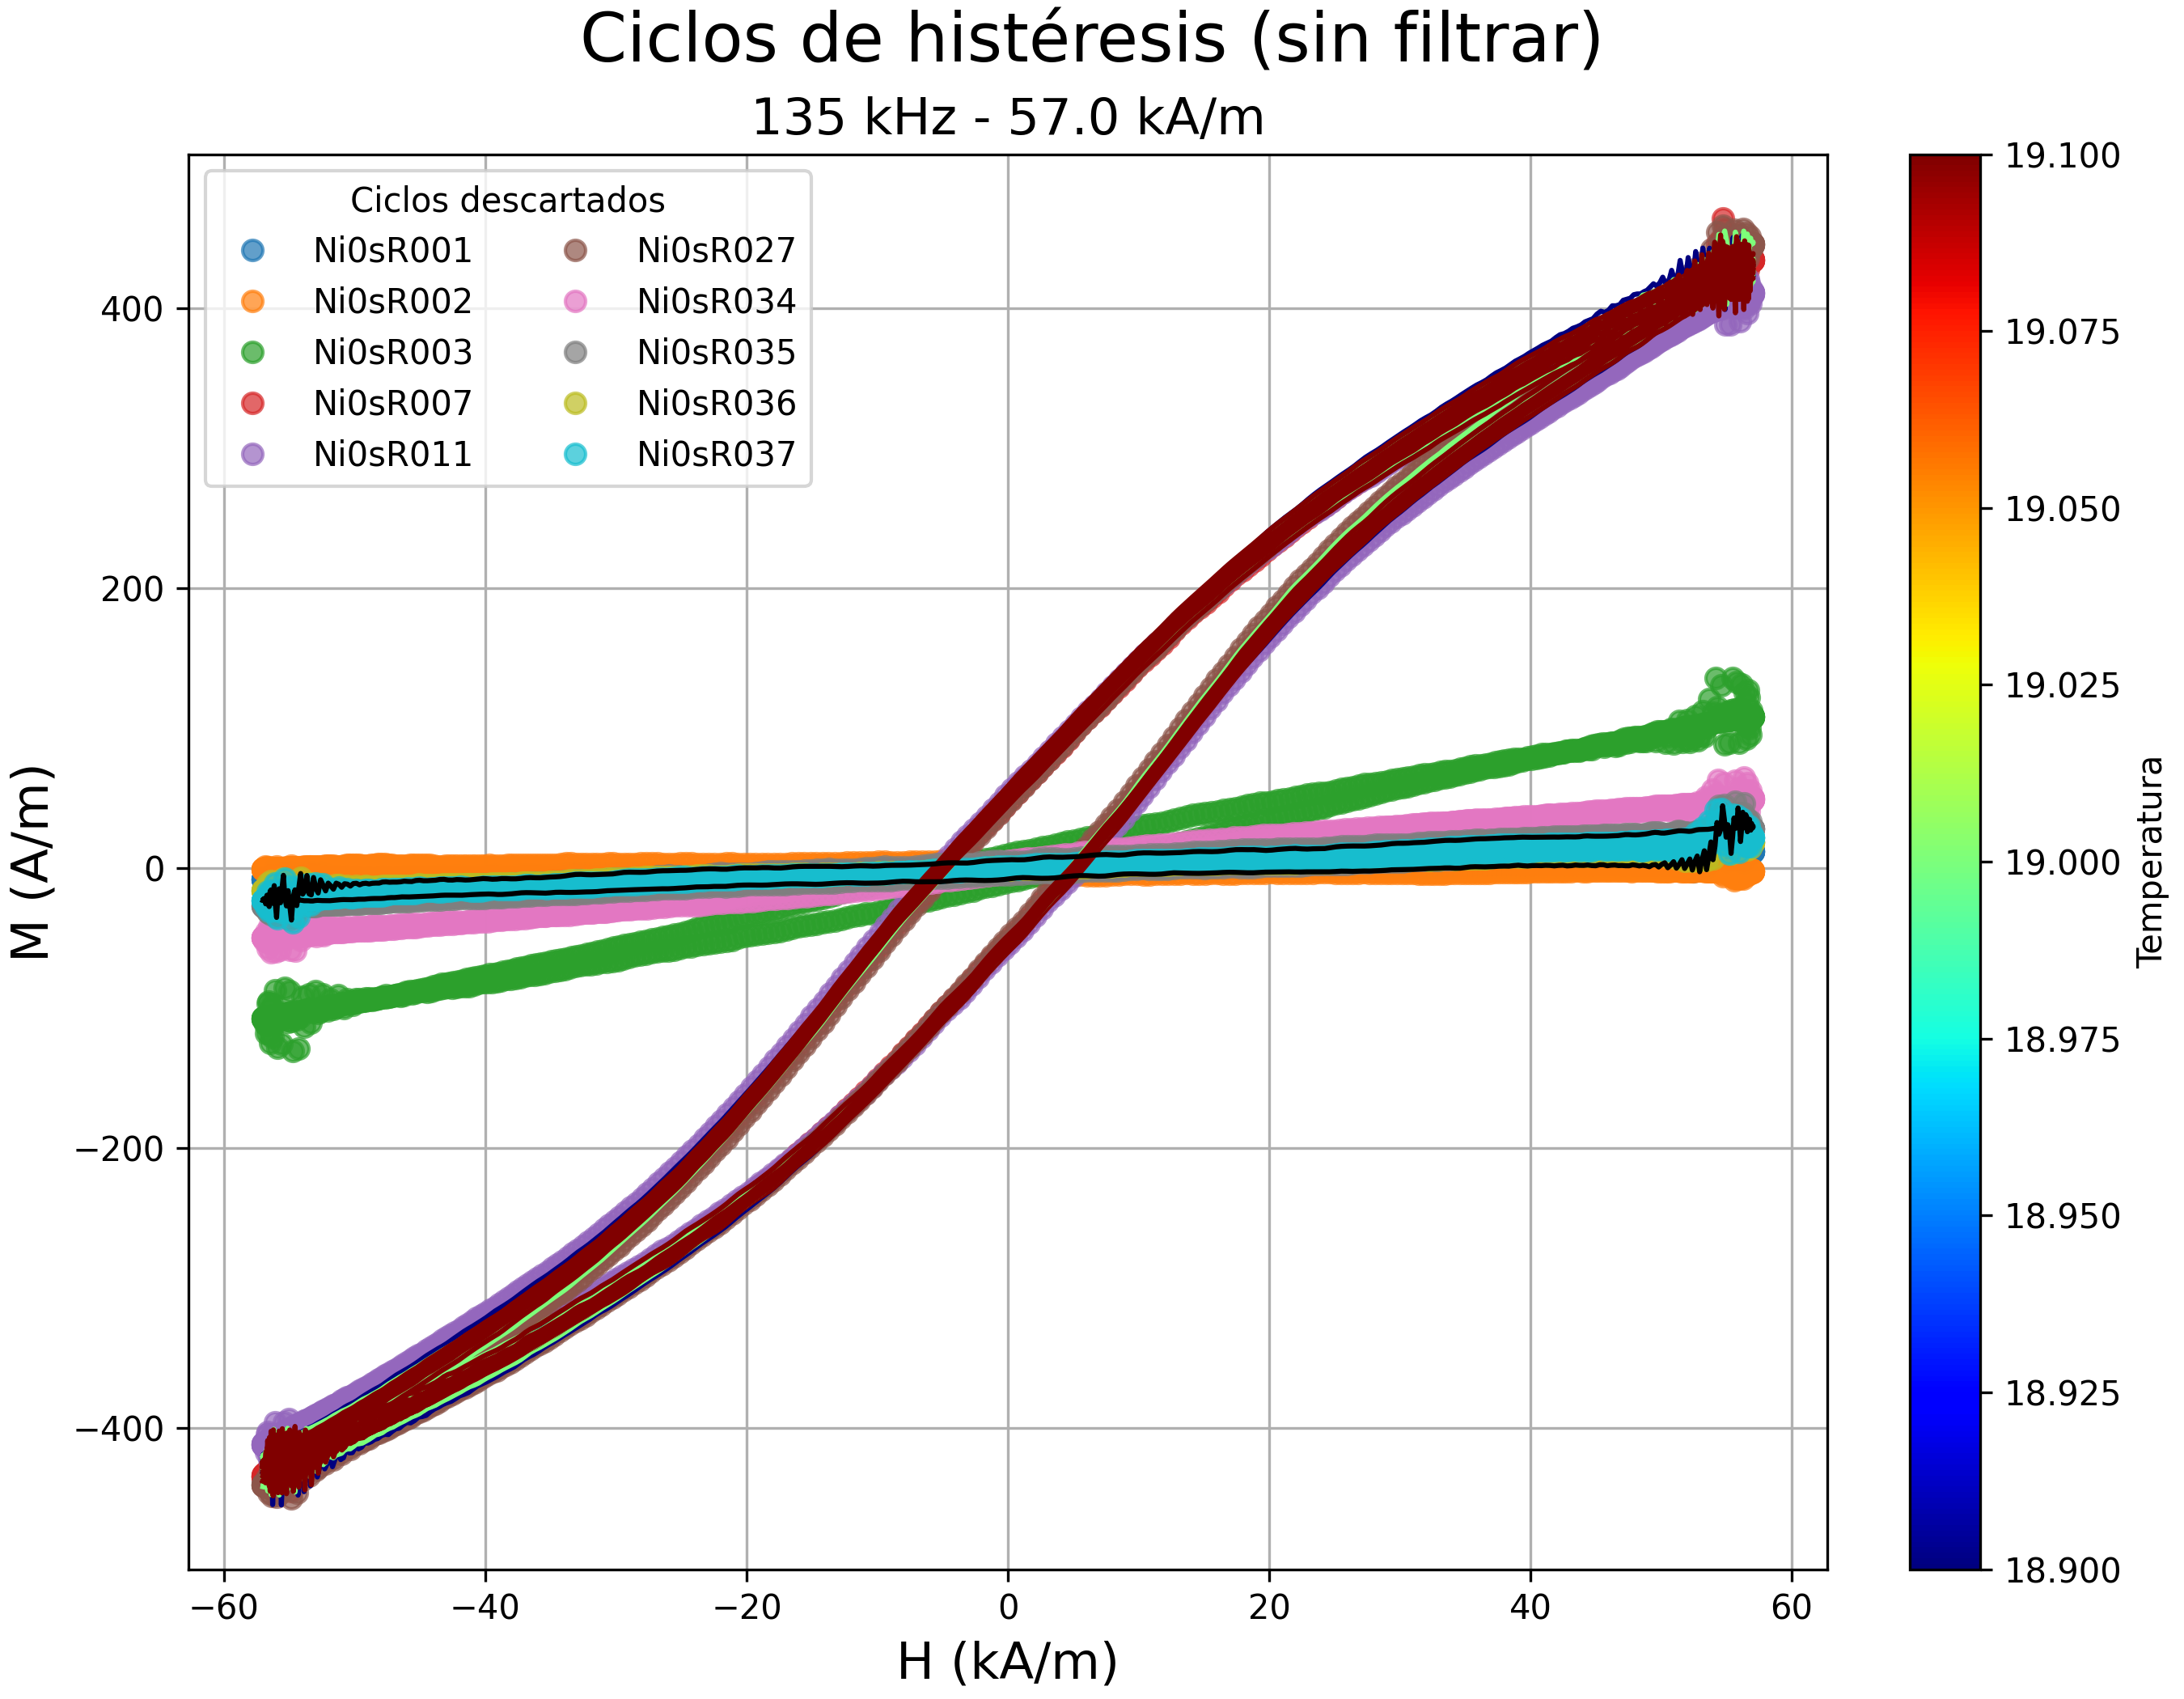 Ciclos de histéresis (sin filtrar)
135 kHz - 57.0 kA/m
Ciclos descartados
Ni0sR001
Ni0sR002
Ni0sR003
Ni0sR007
Ni0sR011
Ni0sR027
Ni0sR034
Ni0sR035
Ni0sR036
Ni0sR037
M (A/m)
400
200
0
−200
−400
−60
−40
−20
0
20
40
60
H (kA/m)
19.100
19.075
19.050
19.025
19.000
18.975
18.950
18.925
18.900
Temperatura